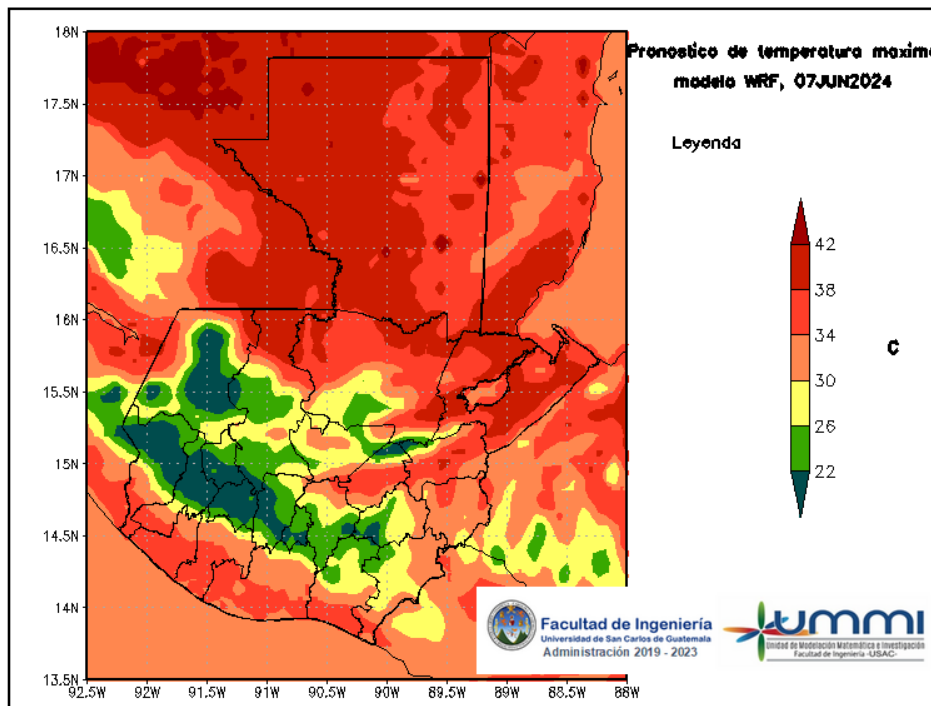 18N
17.5N
17N
16.5N
16N
15.5N
15N
14.5N
14N
13.5N
92.5W 92W 91.5W 91W 90.5W 90W 89.5W 89W 88.5W 88W
Pronostico de temperatura maxima
modelo WRF, 07JUN2024
Leyenda
42
38
34
30
26
22
C
Facultad de Ingeniería
Universidad de San Carlos de Guatemala
Administración 2019 - 2023
UMMI
Unidad de Modelación Matemática e Investigación
Facultad de Ingeniería -USAC-